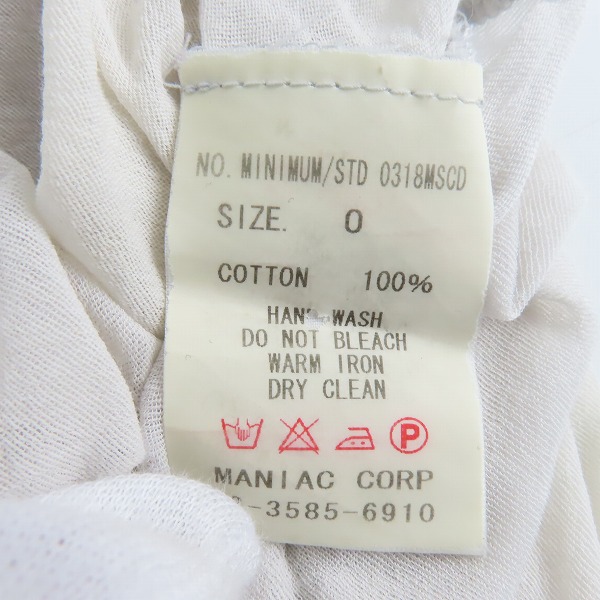 NO. MINIMUM/STD 0318MSCD
SIZE. 0
COTTON 100%
HAND WASH
DO NOT BLEACH
WARM IRON
DRY CLEAN
P
MANIAC CORP
-3585-6910